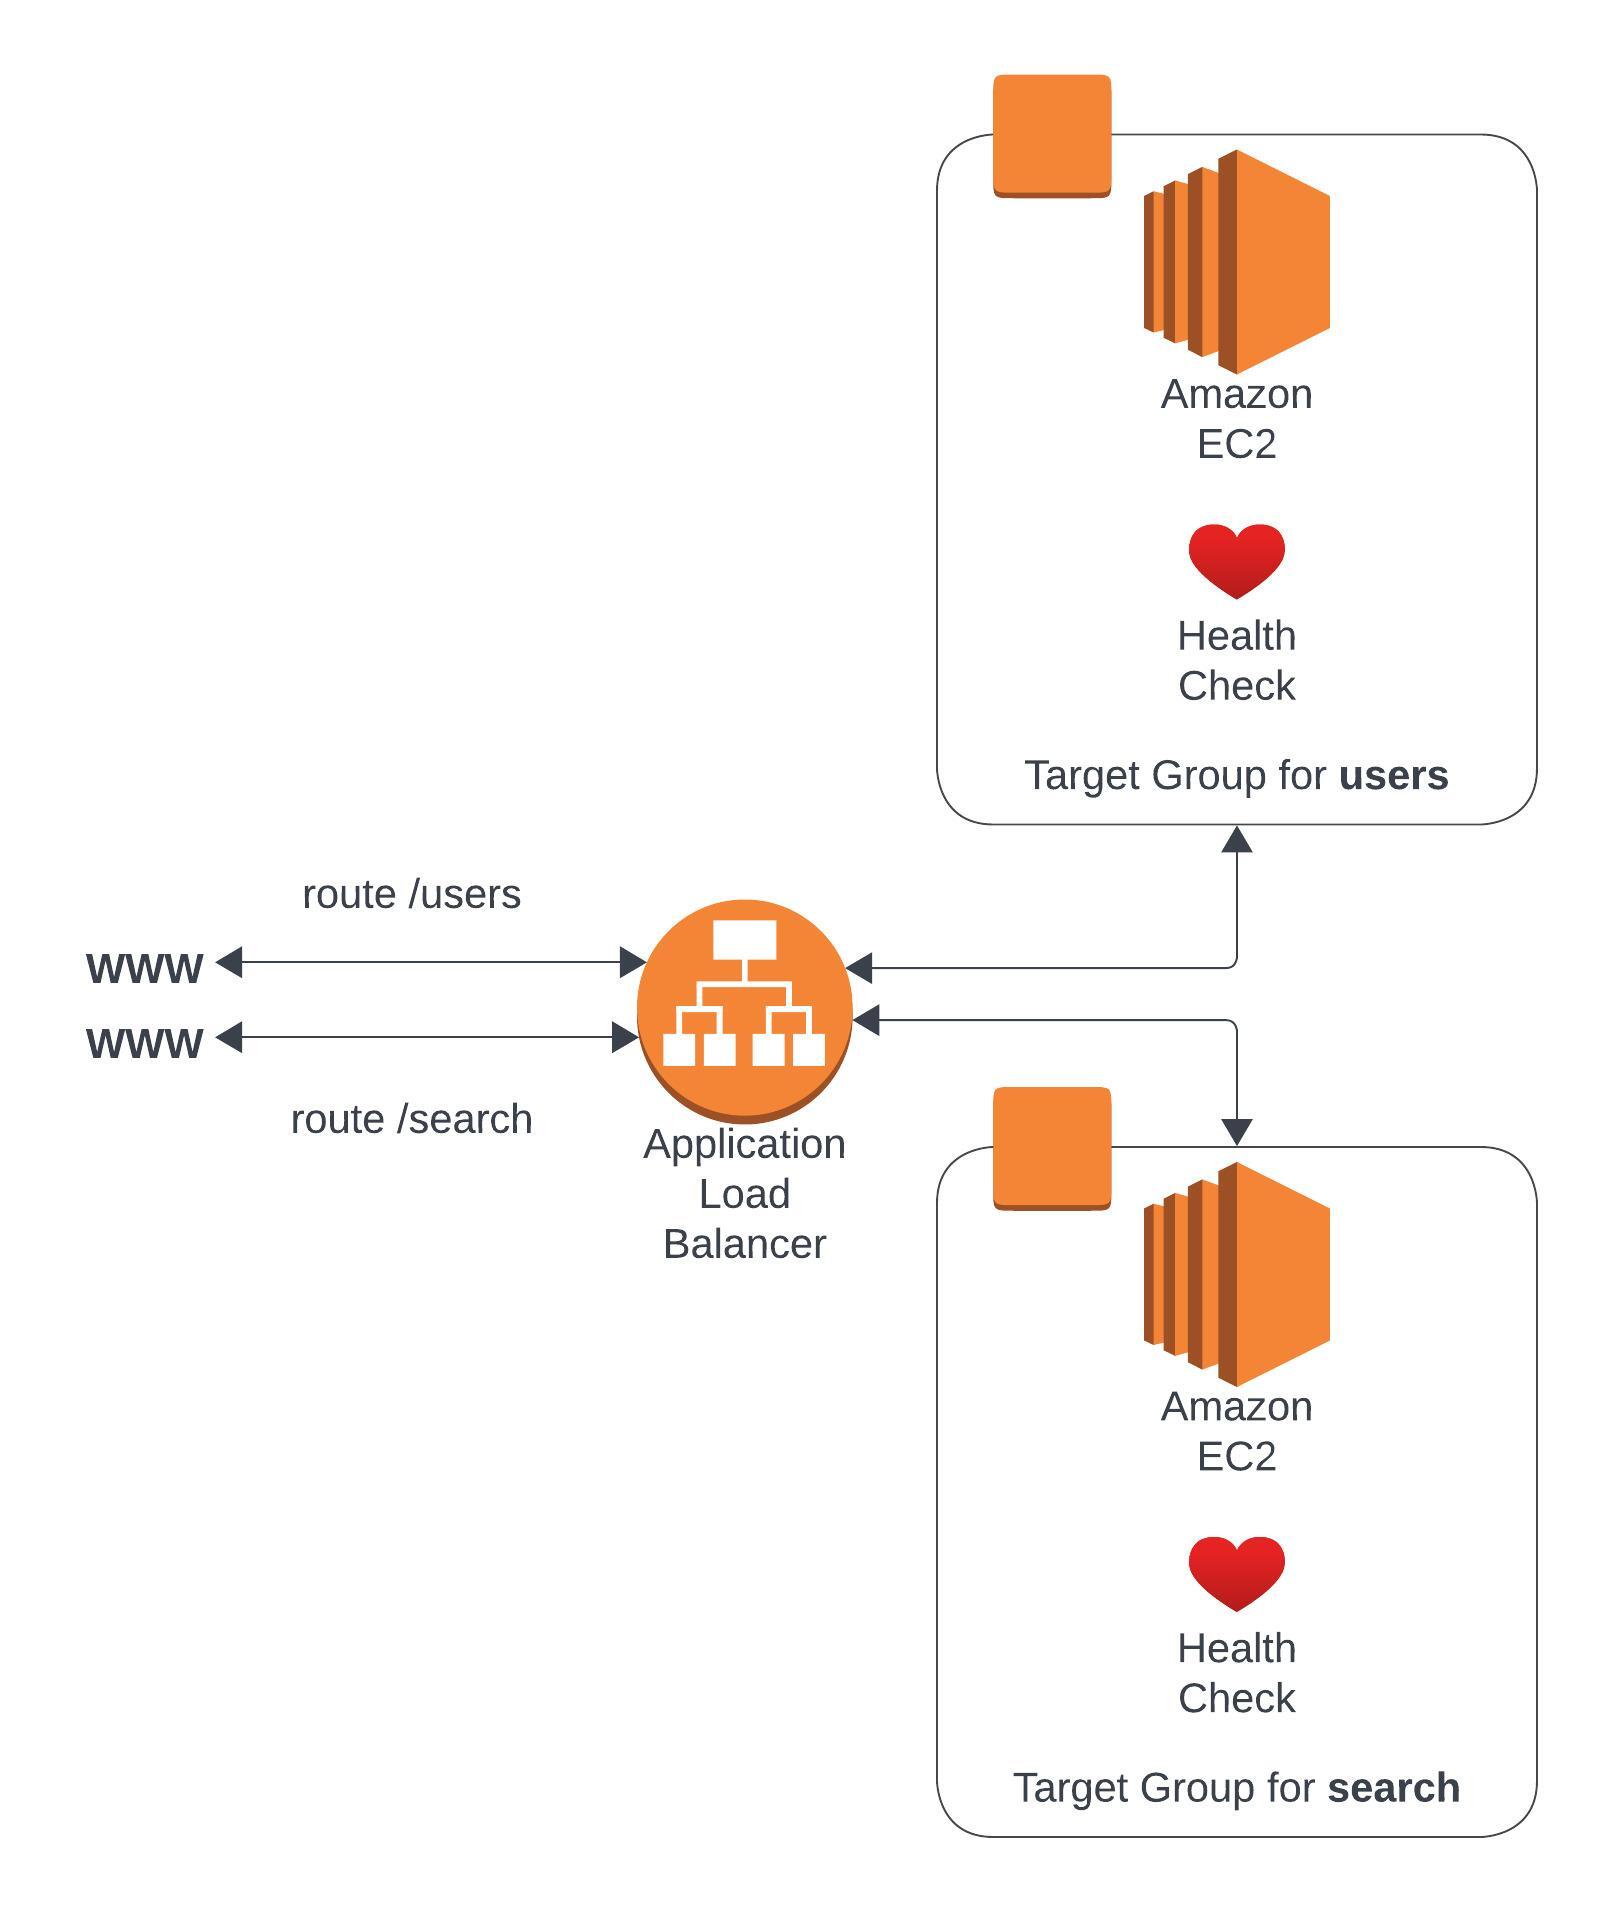 Amazon
EC2
Health
Check
Target Group for users
route /users
www
www
route /search
Application
Load
Balancer
Amazon
EC2
Health
Check
Target Group for search